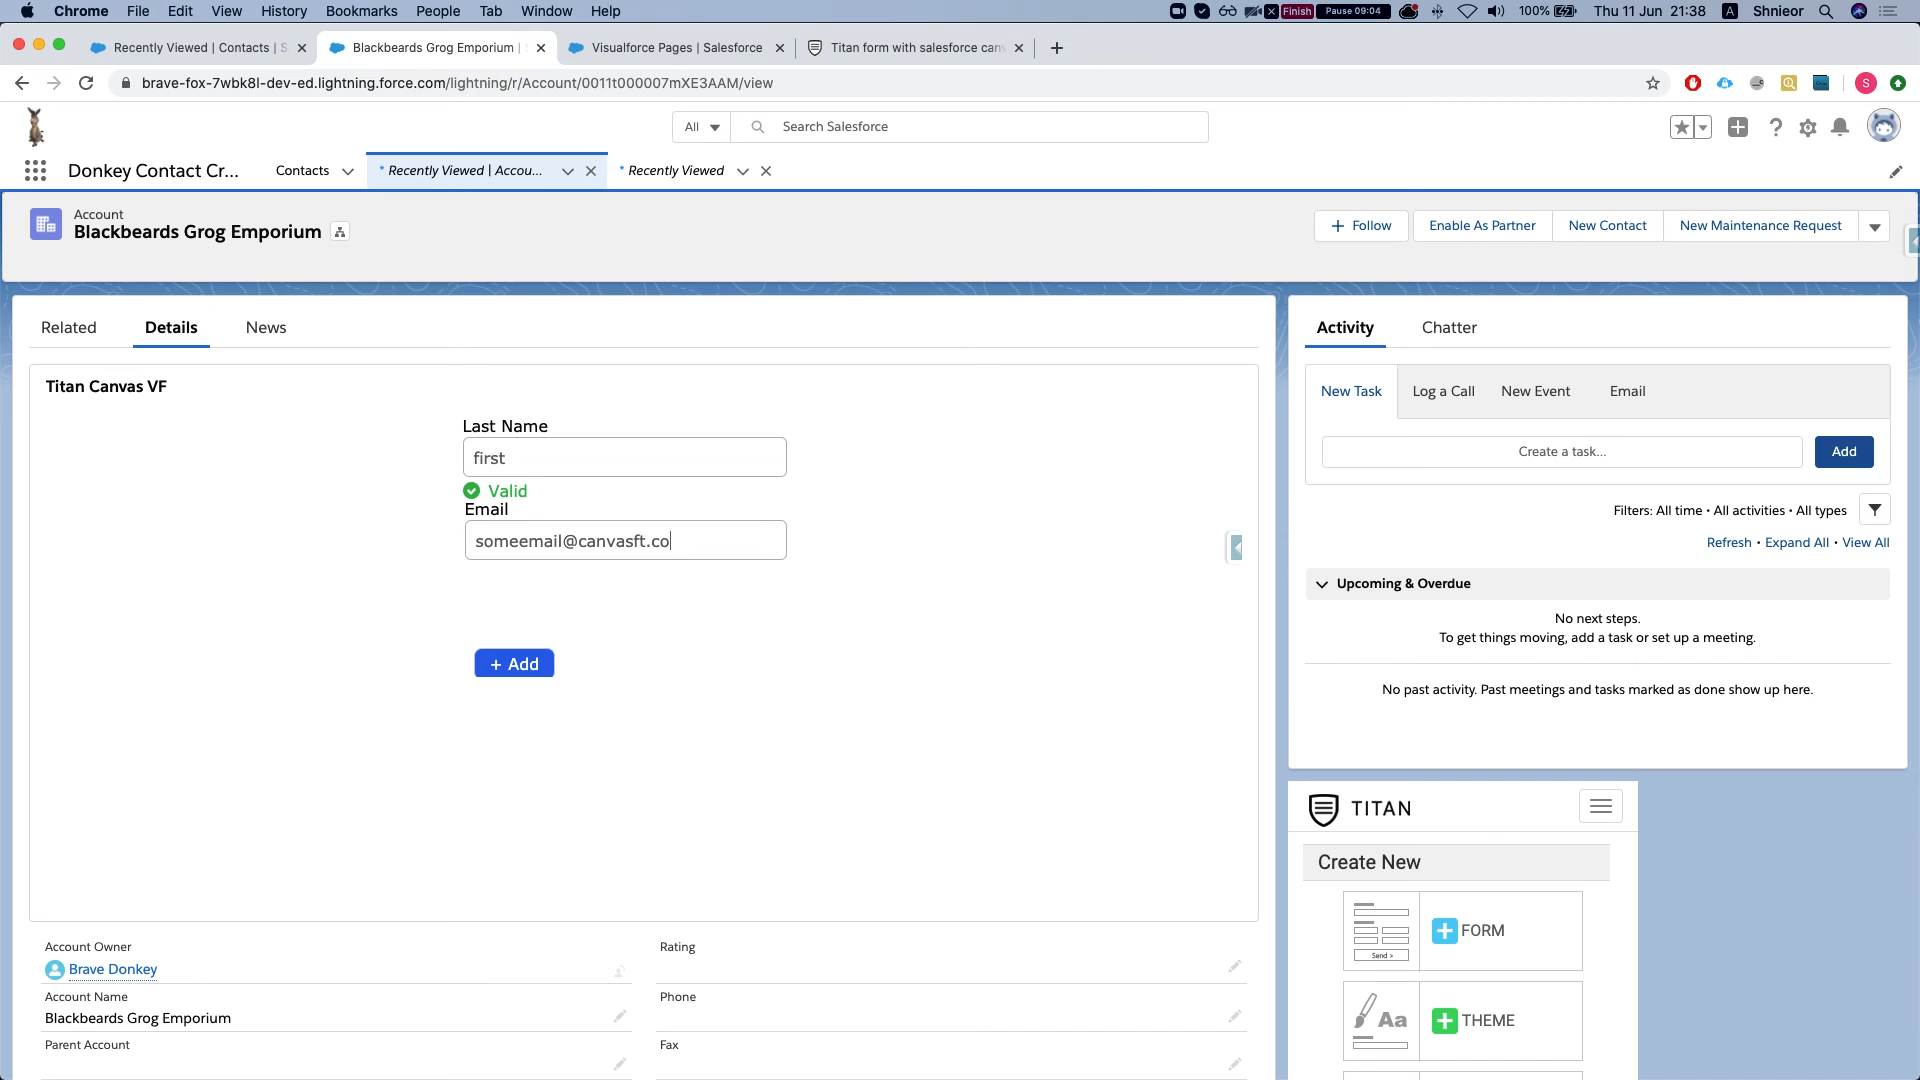 Chrome File Edit View History Bookmarks People Tab Window Help Finish Pause 09:04 100% Thu 11 Jun 21:38 A Shnieor
Recently Viewed | Contacts | S Blackbeards Grog Emporium | Visualforce Pages | Salesforce Titan form with salesforce can
brave-fox-7wbk8l-dev-ed.lightning.force.com/lightning/r/Account/0011t000007mXE3AAM/view S
All Search Salesforce
Donkey Contact Cr... Contacts * Recently Viewed | Accou... * Recently Viewed
Account
Blackbeards Grog Emporium
+ Follow Enable As Partner New Contact New Maintenance Request
Related Details News
Titan Canvas VF
Last Name
first
Valid
Email
someemail@canvasft.co
+ Add
Account Owner
Brave Donkey
Account Name
Blackbeards Grog Emporium
Parent Account
Rating
Phone
Fax
Activity Chatter
New Task Log a Call New Event Email
Create a task... Add
Filters: All time • All activities • All types
Refresh • Expand All • View All
Upcoming & Overdue
No next steps.
To get things moving, add a task or set up a meeting.
No past activity. Past meetings and tasks marked as done show up here.
TITAN
Create New
Send >
FORM
Aa
THEME